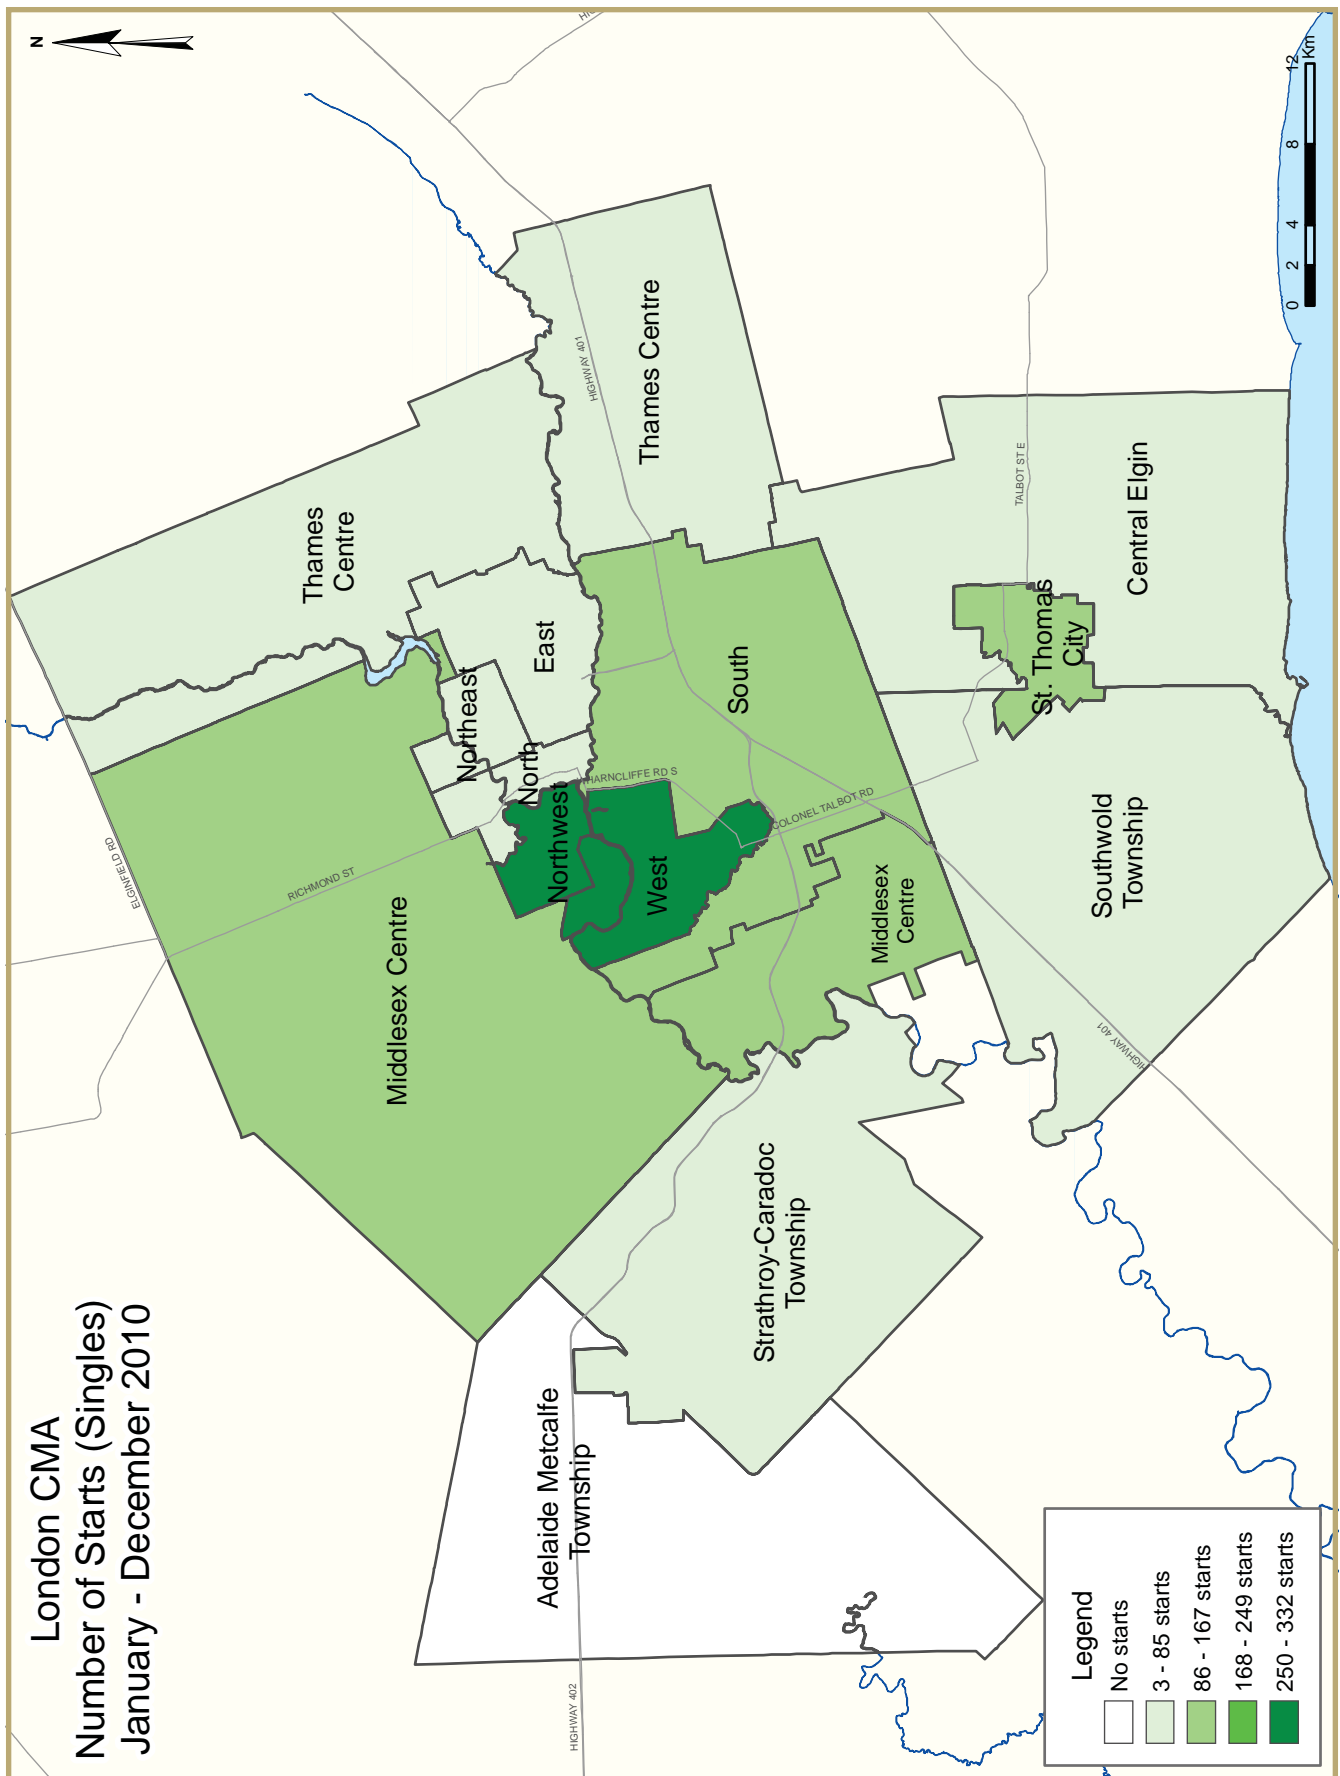 London CMA
Number of Starts (Singles)
January - December 2010
N
Thames
Centre
Thames Centre
ELGINFIELD RD
RICHMOND ST
Middlesex Centre
Northeast
East
North
Northwest
West
South
HIGHWAY 401
HARNCLIFFE RD S
COLONEL TALBOT RD
Middlesex
Centre
TALBOT ST E
St. Thomas
City
Central Elgin
Southwold
Township
HIGHWAY 401
Strathroy-Caradoc
Township
Adelaide Metcalfe
Township
HIGHWAY 402
Legend
No starts
3 - 85 starts
86 - 167 starts
168 - 249 starts
250 - 332 starts
0 2 4 8 12
Km